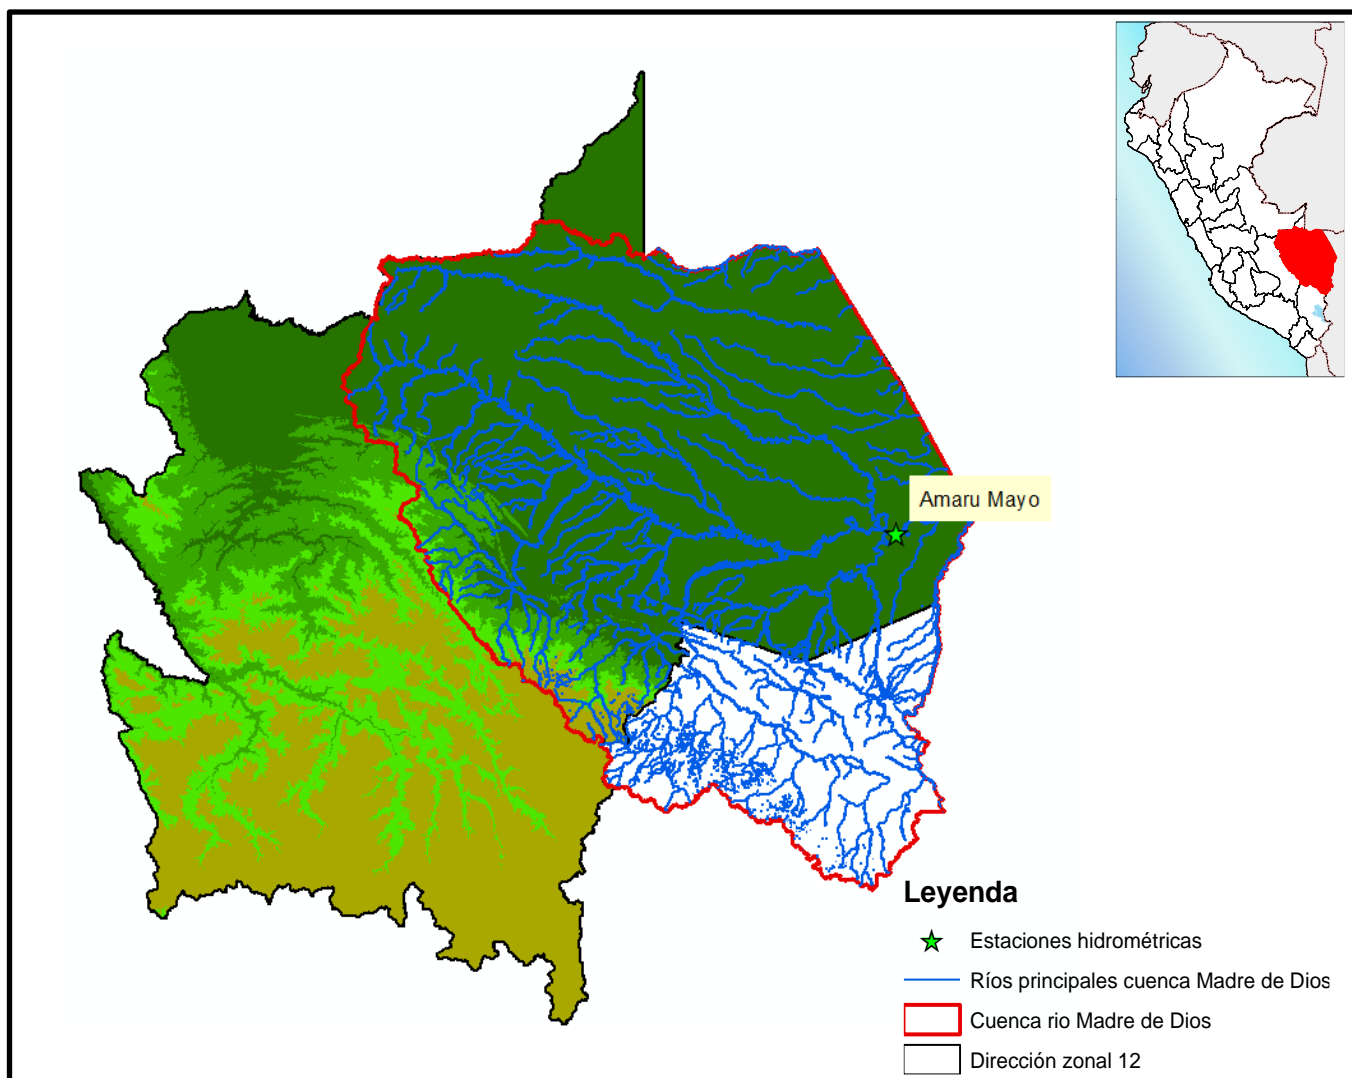 Amaru Mayo
Leyenda
Estaciones hidrométricas
Ríos principales cuenca Madre de Dios
Cuenca rio Madre de Dios
Dirección zonal 12